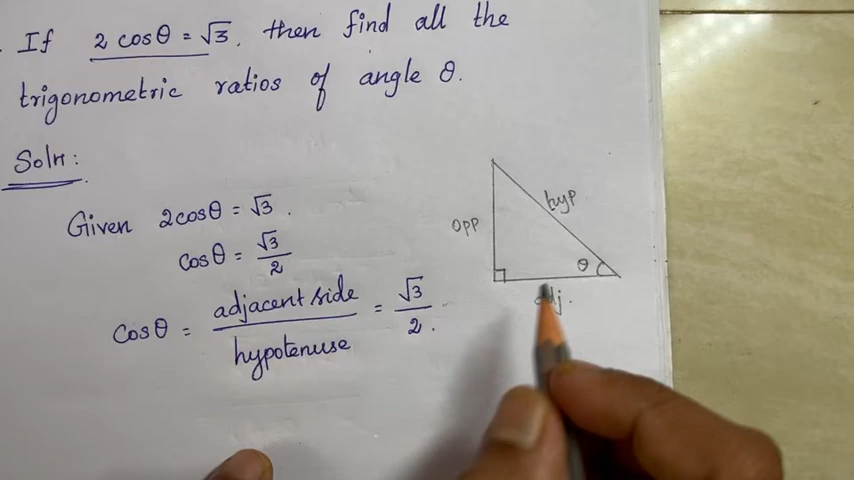 . If 2 cosθ = √3, then find all the
trigonometric ratios of angle θ.
Soln:
Given 2cosθ = √3.
cosθ = √3/2
cosθ = adjacent side/hypotenuse = √3/2.
opp
hyp
θ
adj.